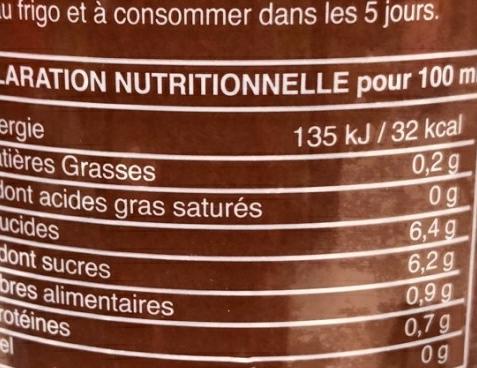 u frigo et à consommer dans les 5 jours.
LARATION NUTRITIONNELLE pour 100 m
ergie 135 kJ / 32 kcal
tières Grasses 0,2 g
dont acides gras saturés 0 g
ucides 6,4 g
dont sucres 6,2 g
bres alimentaires 0,9 g
rotéines 0,7 g
el 0 g